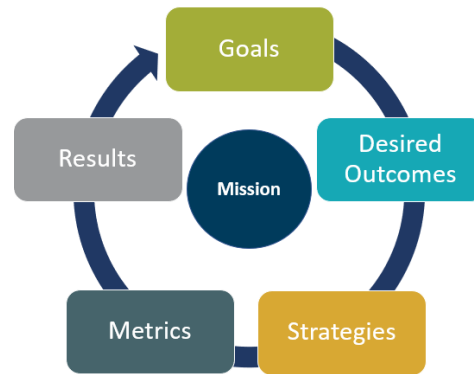 Goals
Desired
Outcomes
Strategies
Metrics
Results
Mission